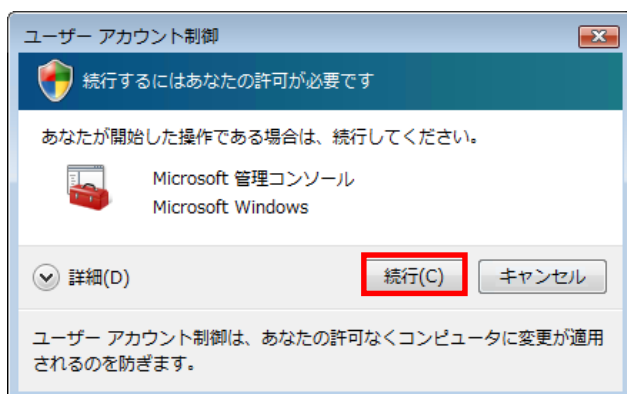 ユーザー アカウント制御
続行するにはあなたの許可が必要です
あなたが開始した操作である場合は、続行してください。
Microsoft 管理コンソール
Microsoft Windows
詳細(D)
続行(C)
キャンセル
ユーザー アカウント制御は、あなたの許可なくコンピュータに変更が適用
されるのを防ぎます。